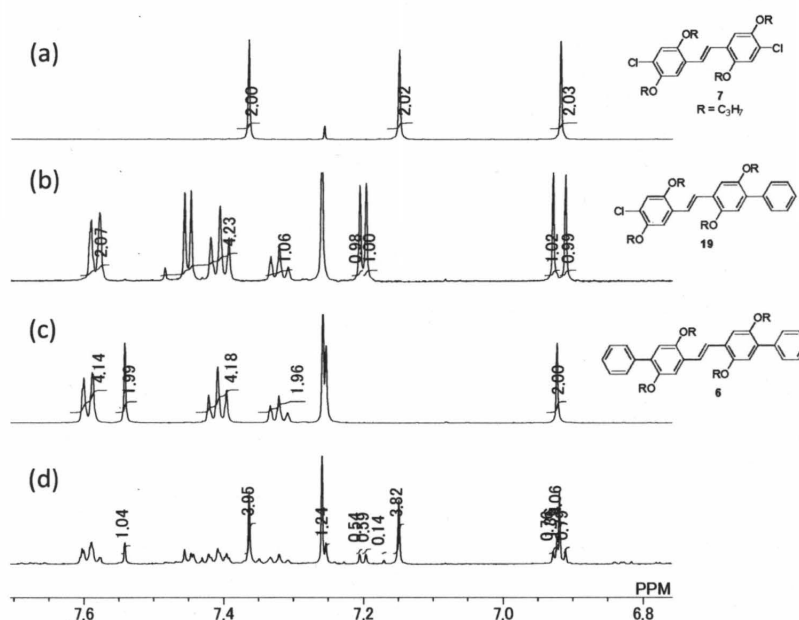 (a)
2.00
2.02
2.03
OR
Cl
OR
Cl
RO
RO
7
R = C₃H₇
(b)
2.07
4.23
1.06
0.98
1.00
1.02
0.99
OR
OR
Cl
RO
RO
19
(c)
4.14
1.99
4.18
1.96
2.00
OR
OR
RO
RO
6
(d)
1.04
3.95
1.24
0.54
0.59
0.14
3.82
0.79
PPM
7.6
7.4
7.2
7.0
6.8